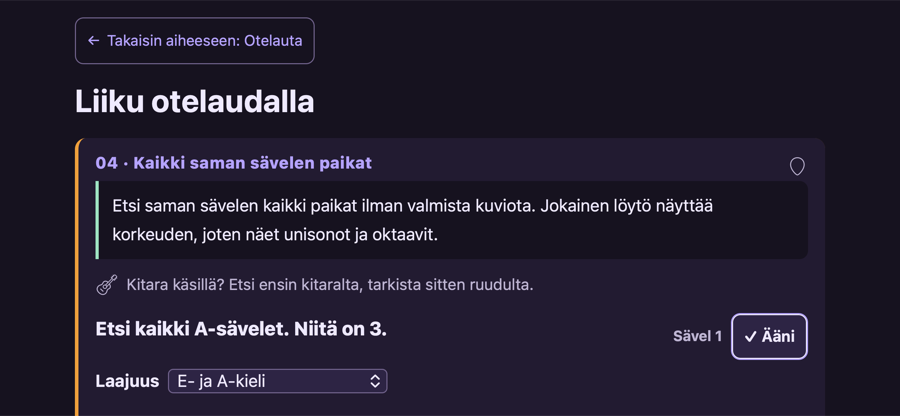 ← Takaisin aiheeseen: Otelauta
Liiku otelaudalla
04 · Kaikki saman sävelen paikat
Etsi saman sävelen kaikki paikat ilman valmista kuviota. Jokainen löytö näyttää
korkeuden, joten näet unisonot ja oktaavit.
Kitara käsillä? Etsi ensin kitaralta, tarkista sitten ruudulta.
Etsi kaikki A-sävelet. Niitä on 3.
Sävel 1
✓ Ääni
Laajuus
E- ja A-kieli